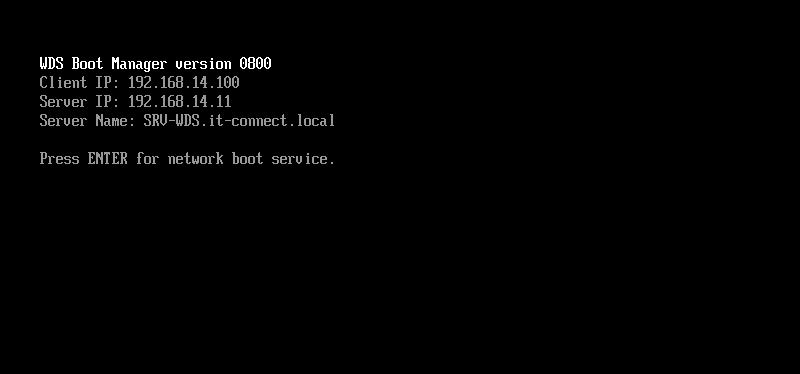 WDS Boot Manager version 0800
Client IP: 192.168.14.100
Server IP: 192.168.14.11
Server Name: SRV-WDS.it-connect.local
Press ENTER for network boot service.